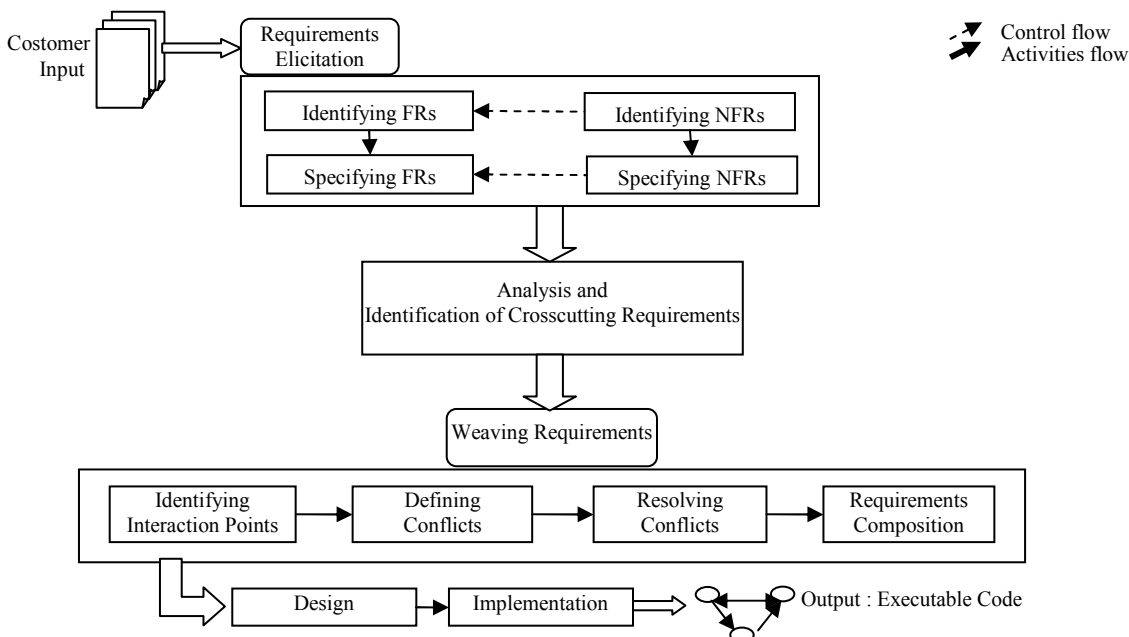 Costomer
Input
Requirements
Elicitation
Control flow
Activities flow
Identifying FRs
Identifying NFRs
Specifying FRs
Specifying NFRs
Analysis and
Identification of Crosscutting Requirements
Weaving Requirements
Identifying
Interaction Points
Defining
Conflicts
Resolving
Conflicts
Requirements
Composition
Design
Implementation
Output : Executable Code